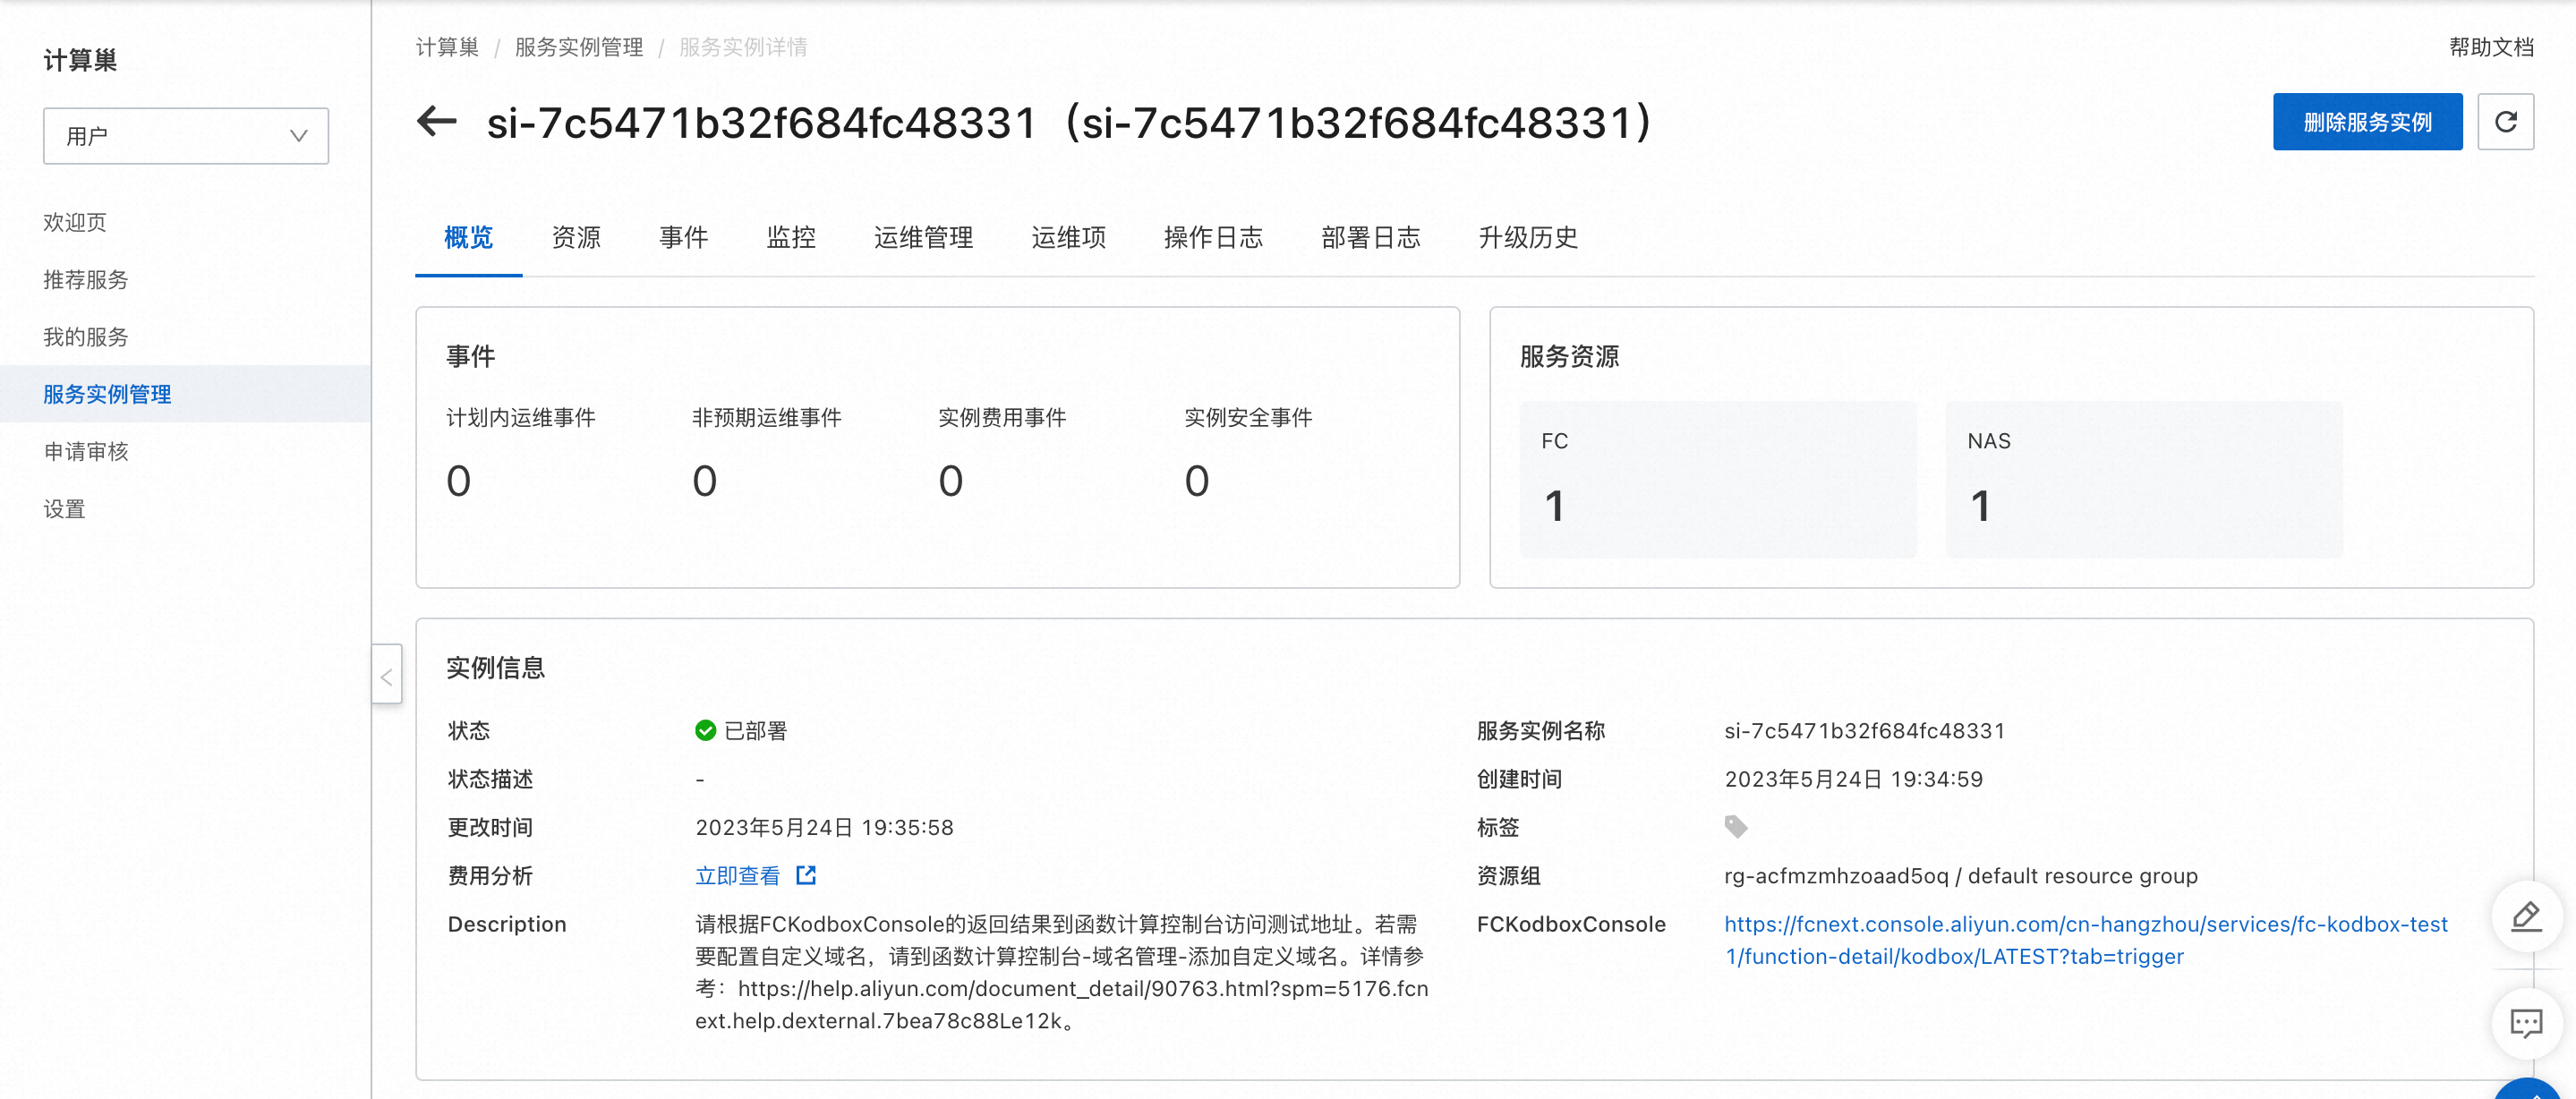 计算巢
用户
欢迎页
推荐服务
我的服务
服务实例管理
申请审核
设置
计算巢 / 服务实例管理 / 服务实例详情
帮助文档
si-7c5471b32f684fc48331（si-7c5471b32f684fc48331）
删除服务实例
概览 资源 事件 监控 运维管理 运维项 操作日志 部署日志 升级历史
事件
计划内运维事件 非预期运维事件 实例费用事件 实例安全事件
0 0 0 0
服务资源
FC NAS
1 1
实例信息
状态 已部署
服务实例名称 si-7c5471b32f684fc48331
状态描述 -
创建时间 2023年5月24日 19:34:59
更改时间 2023年5月24日 19:35:58
标签
费用分析 立即查看
资源组 rg-acfmzmhzoaad5oq / default resource group
Description 请根据FCKodboxConsole的返回结果到函数计算控制台访问测试地址。若需
要配置自定义域名，请到函数计算控制台-域名管理-添加自定义域名。详情参
考：https://help.aliyun.com/document_detail/90763.html?spm=5176.fcn
ext.help.dexternal.7bea78c88Le12k。
FCKodboxConsole https://fcnext.console.aliyun.com/cn-hangzhou/services/fc-kodbox-test
1/function-detail/kodbox/LATEST?tab=trigger